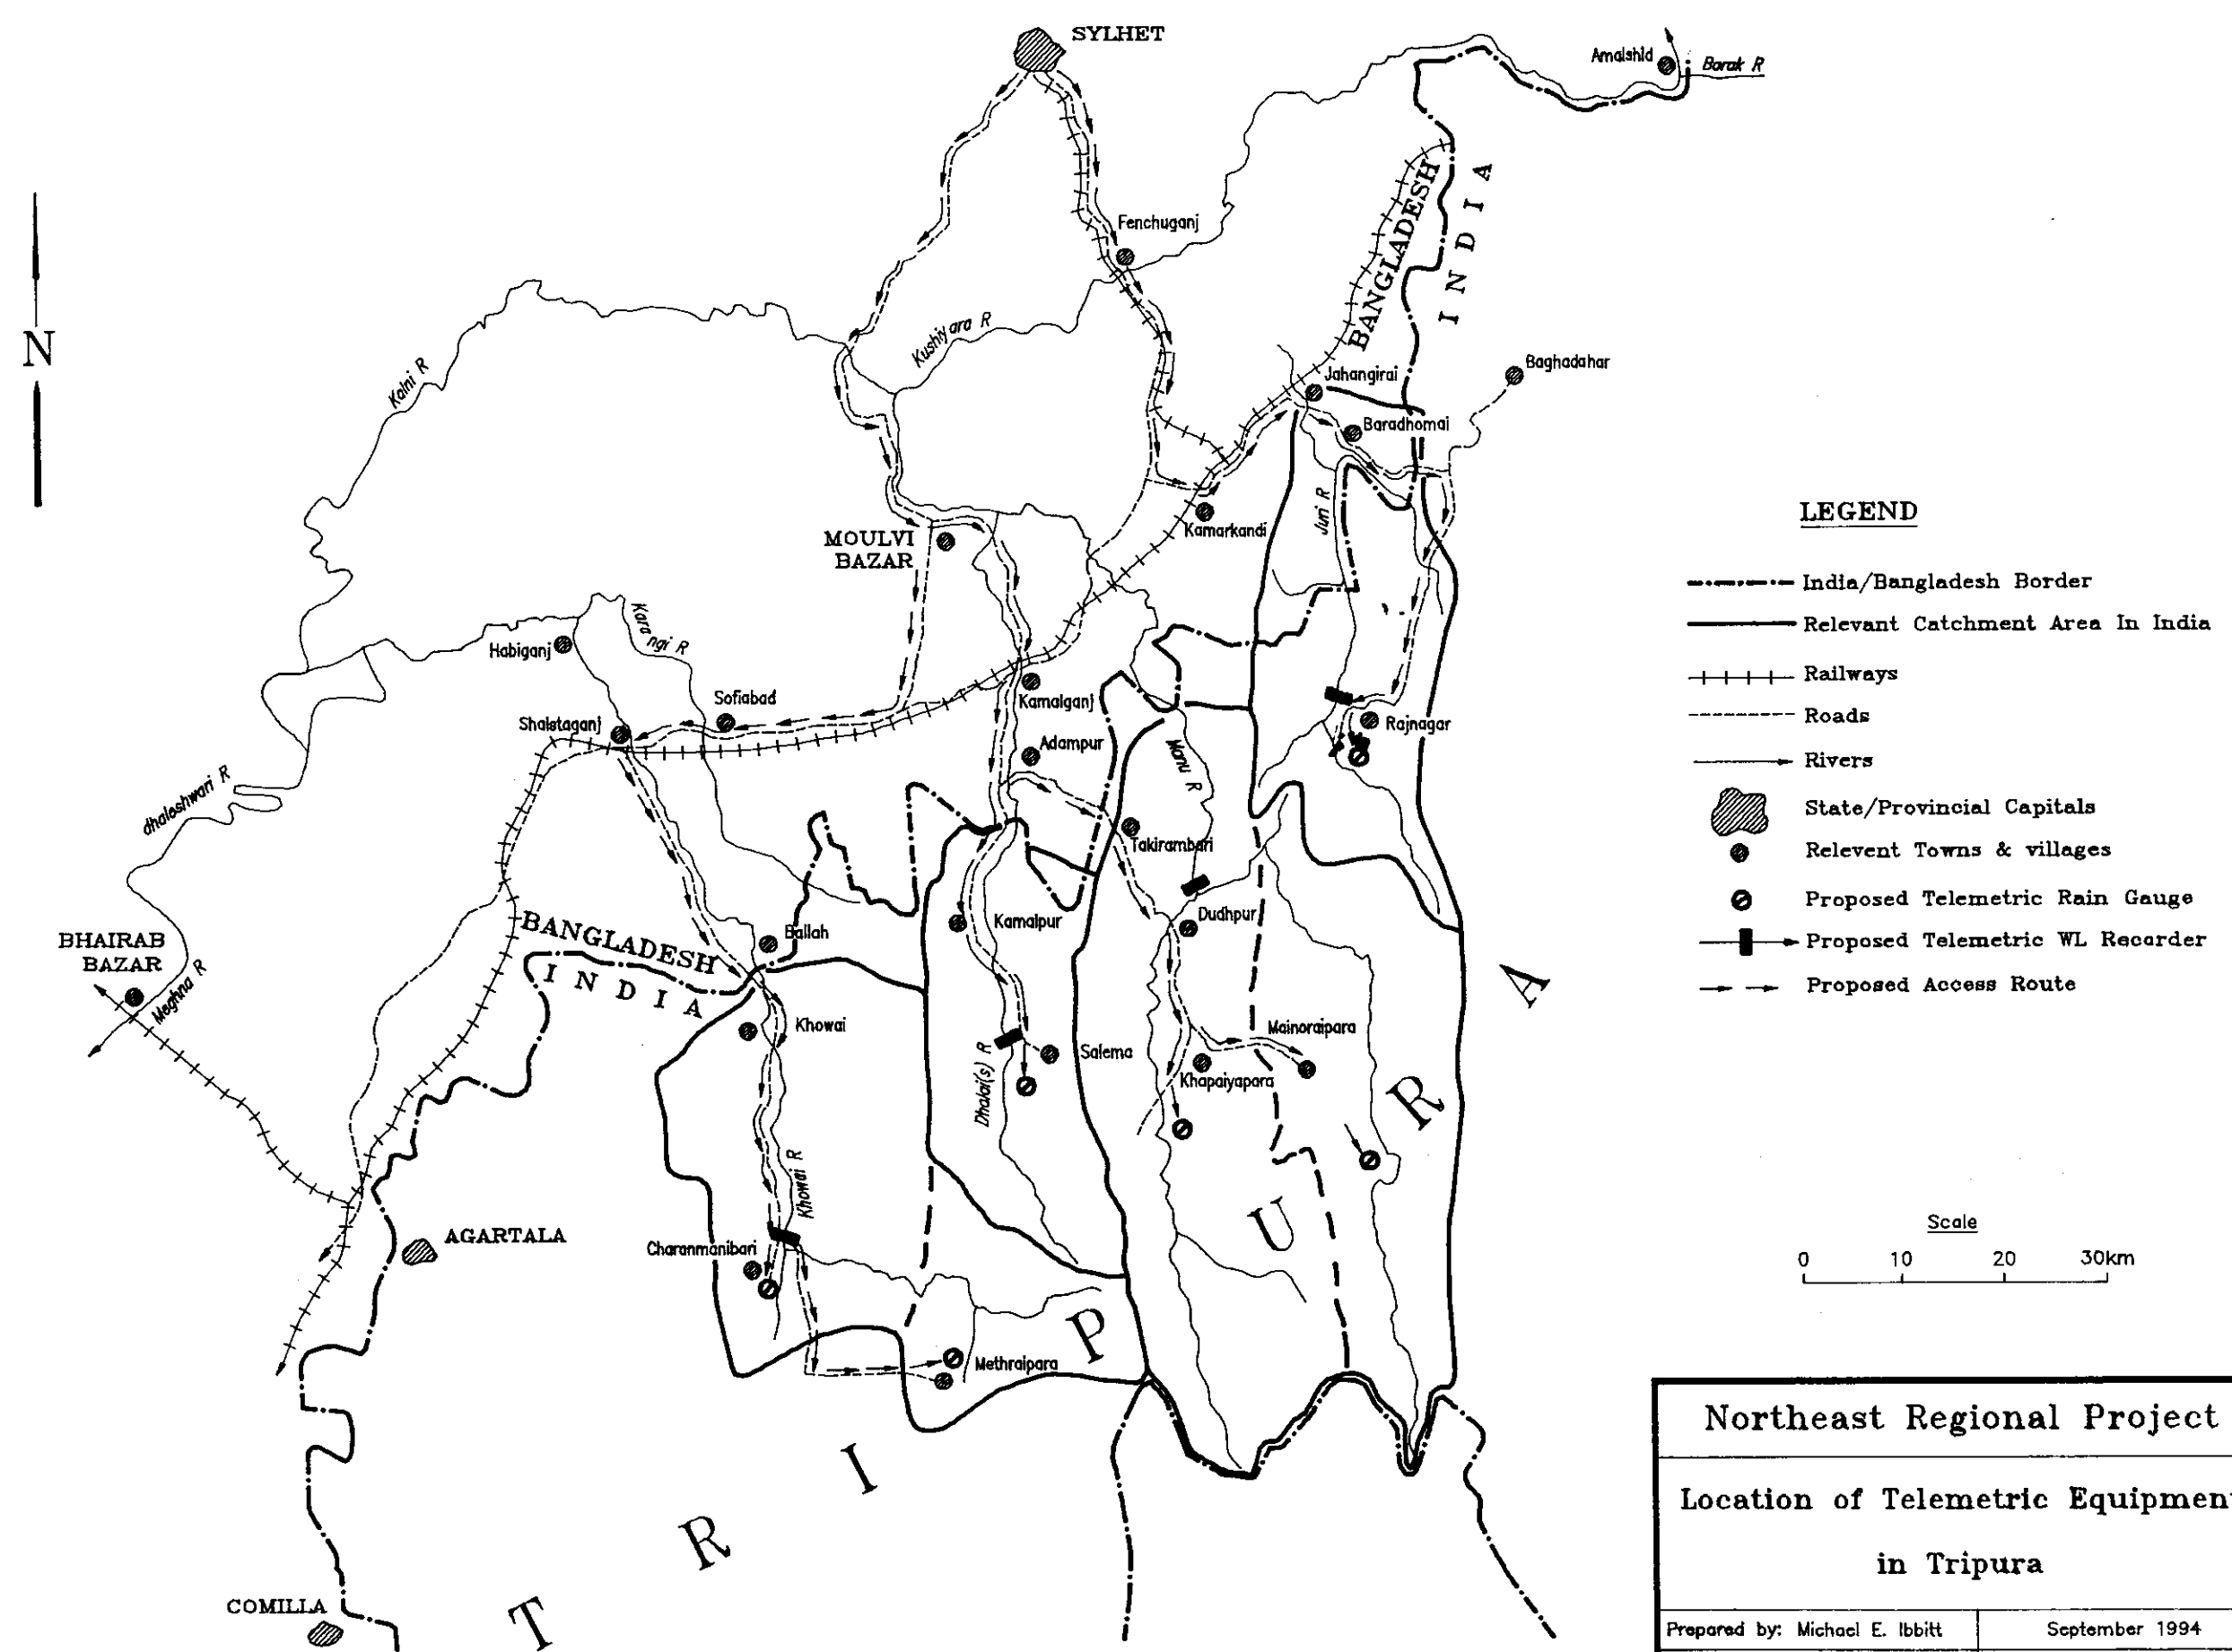 SYLHET
Amalshid
Borak R
BANGLADESH
INDIA
N
Fenchuganj
Kushiyara R
Kalni R
Jahangirai
Baghadahar
Baradhomai
Juri R
Kamarkandi
MOULVI
BAZAR
Habiganj
Karangi R
Sofiabad
Shaistaganj
Kamalganj
Adampur
Manu R
Rajnagar
dhaleshwari R
Takirambari
Kamalpur
Dudhpur
BHAIRAB
BAZAR
Meghna R
BANGLADESH
INDIA
Ballah
Khowai
Dhalai(s) R
Salema
Mainoraipara
Khapaiyapara
Khowai R
AGARTALA
Charanmanibari
Methraipara
COMILLA
TRIPURA
LEGEND
India/Bangladesh Border
Relevant Catchment Area In India
Railways
Roads
Rivers
State/Provincial Capitals
Relevent Towns & villages
Proposed Telemetric Rain Gauge
Proposed Telemetric WL Recarder
Proposed Access Route
Scale
0 10 20 30km
Northeast Regional Project
Location of Telemetric Equipment
in Tripura
Prepared by: Michael E. Ibbitt
September 1994